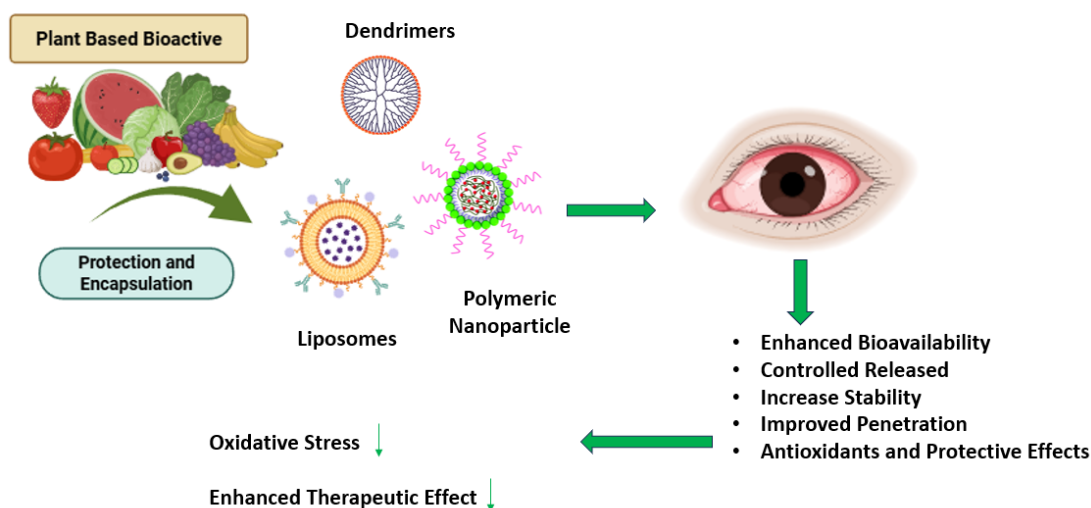 Plant Based Bioactive
Dendrimers
Protection and
Encapsulation
Liposomes
Polymeric
Nanoparticle
• Enhanced Bioavailability
• Controlled Released
• Increase Stability
• Improved Penetration
• Antioxidants and Protective Effects
Oxidative Stress
Enhanced Therapeutic Effect